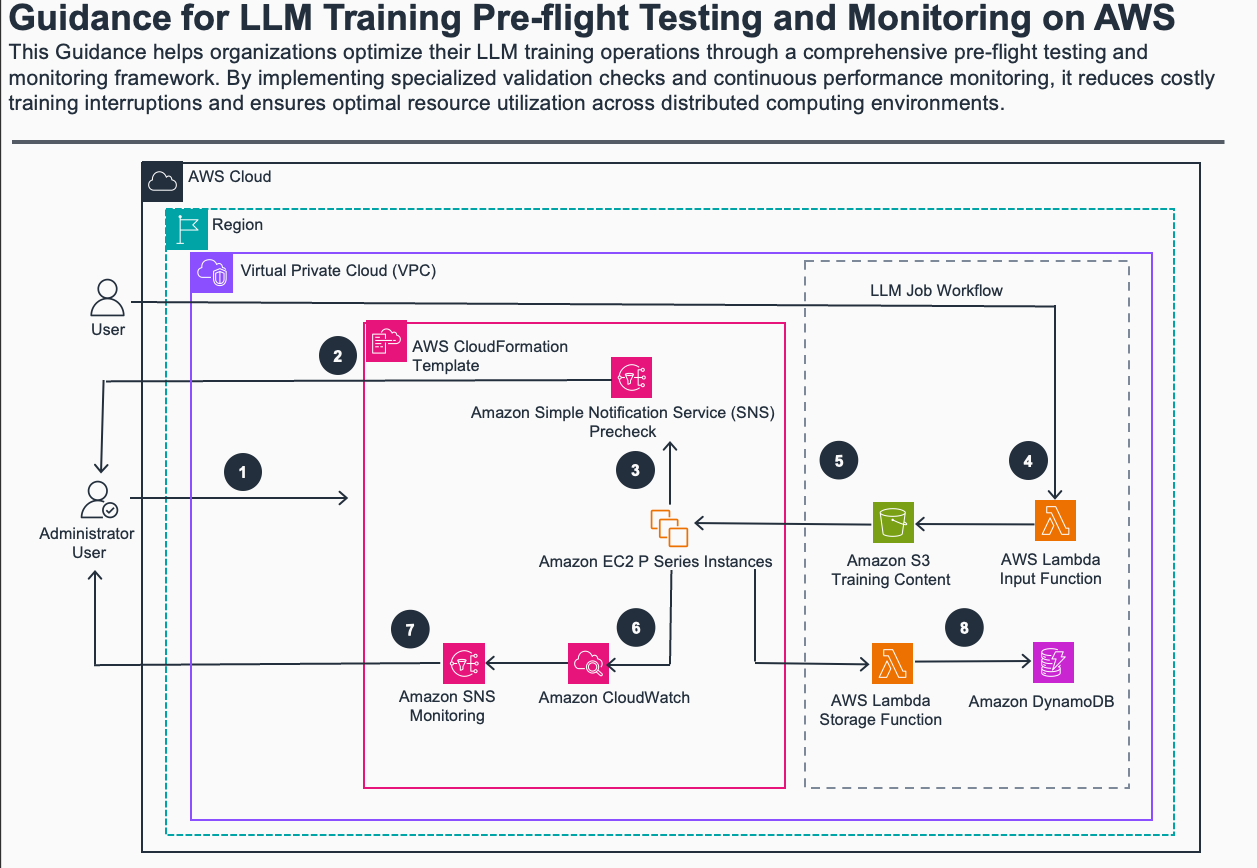 Guidance for LLM Training Pre-flight Testing and Monitoring on AWS
This Guidance helps organizations optimize their LLM training operations through a comprehensive pre-flight testing and
monitoring framework. By implementing specialized validation checks and continuous performance monitoring, it reduces costly
training interruptions and ensures optimal resource utilization across distributed computing environments.
AWS Cloud
Region
Virtual Private Cloud (VPC)
LLM Job Workflow
User
2
AWS CloudFormation
Template
Amazon Simple Notification Service (SNS)
Precheck
1
3
5
4
Administrator
User
Amazon EC2 P Series Instances
Amazon S3
Training Content
AWS Lambda
Input Function
7
6
8
Amazon SNS
Monitoring
Amazon CloudWatch
AWS Lambda
Storage Function
Amazon DynamoDB